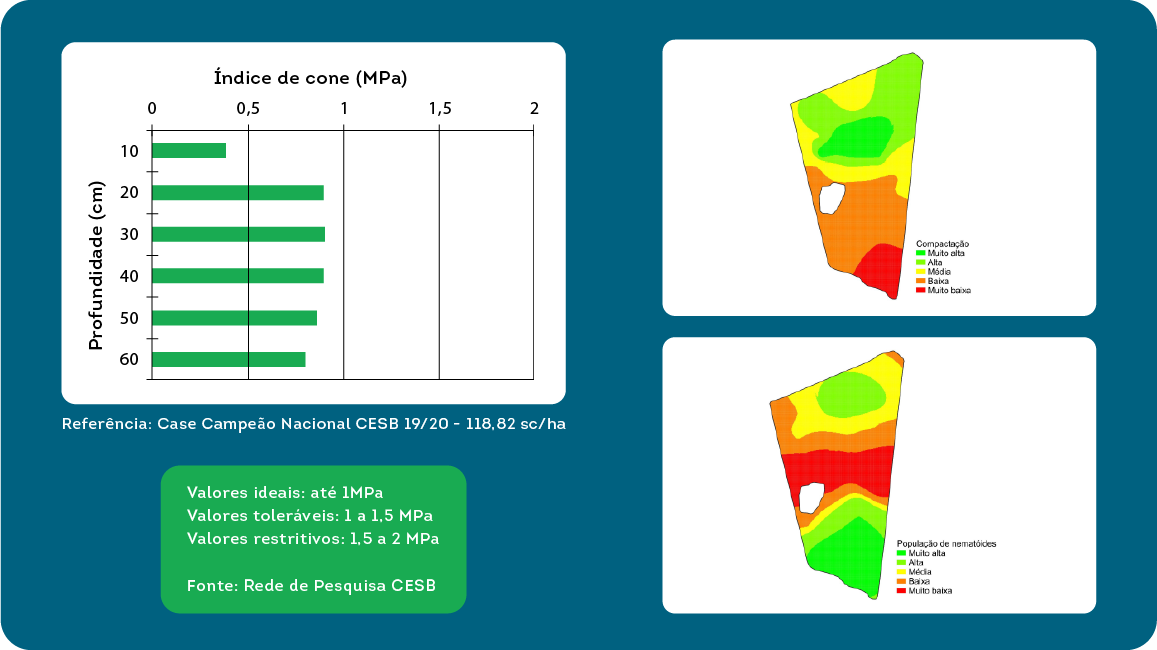 Índice de cone (MPa)
0 0,5 1 1,5 2
Profundidade (cm)
10
20
30
40
50
60
Referência: Case Campeão Nacional CESB 19/20 - 118,82 sc/ha
Valores ideais: até 1MPa
Valores toleráveis: 1 a 1,5 MPa
Valores restritivos: 1,5 a 2 MPa
Fonte: Rede de Pesquisa CESB
Compactação
Muito alta
Alta
Média
Baixa
Muito baixa
População de nematóides
Muito alta
Alta
Média
Baixa
Muito baixa